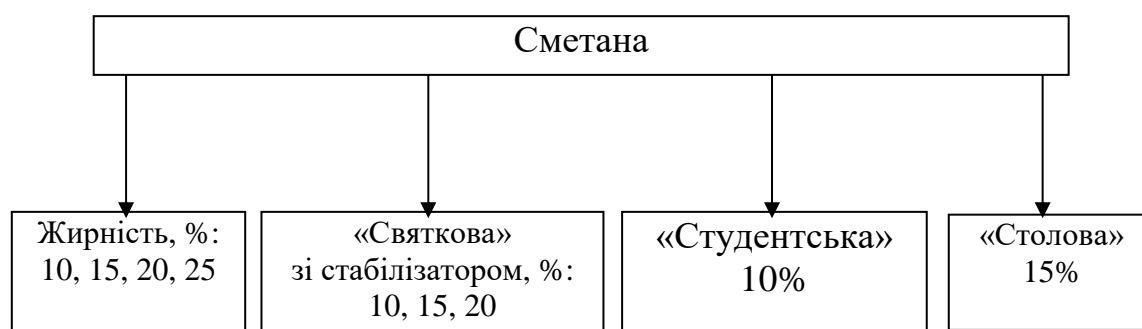 Сметана
Жирність, %:
10, 15, 20, 25
«Святкова»
зі стабілізатором, %:
10, 15, 20
«Студентська»
10%
«Столова»
15%